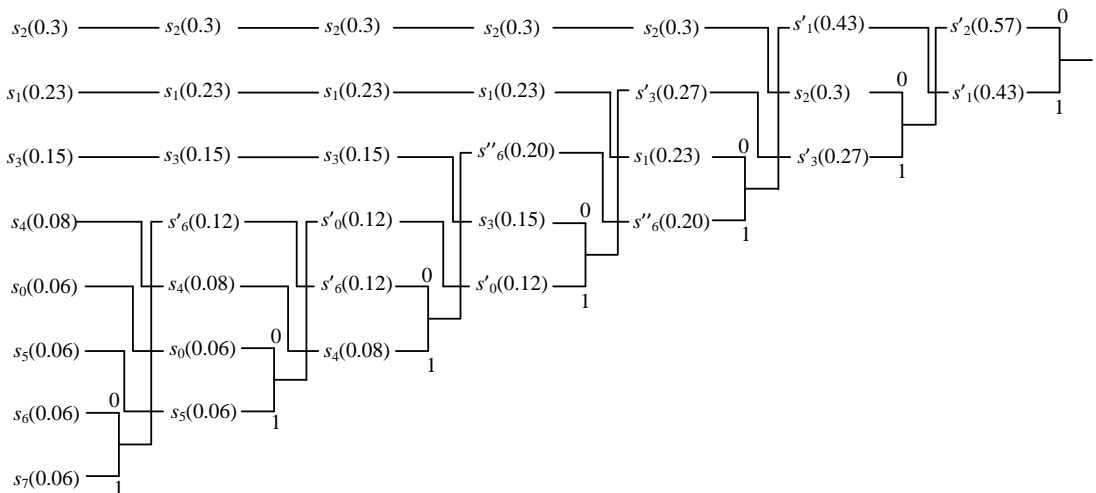 s₂(0.3) s₂(0.3) s₂(0.3) s₂(0.3) s₂(0.3) s'₁(0.43) s'₂(0.57) 0
s₁(0.23) s₁(0.23) s₁(0.23) s₁(0.23) s'₃(0.27) s₂(0.3) 0 s'₁(0.43) 1
s₃(0.15) s₃(0.15) s₃(0.15) s''₆(0.20) s₁(0.23) 0 s'₃(0.27) 1
s₄(0.08) s'₆(0.12) s'₀(0.12) s₃(0.15) 0 s''₆(0.20) 1
s₀(0.06) s₄(0.08) s'₆(0.12) 0 s'₀(0.12) 1
s₅(0.06) s₀(0.06) 0 s₄(0.08) 1
s₆(0.06) 0 s₅(0.06) 1
s₇(0.06) 1